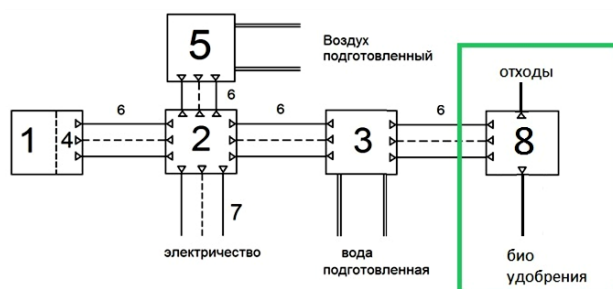 5
Воздух
подготовленный
отходы
6
6
6
6
1
4
2
3
8
7
электричество
вода
подготовленная
био
удобрения